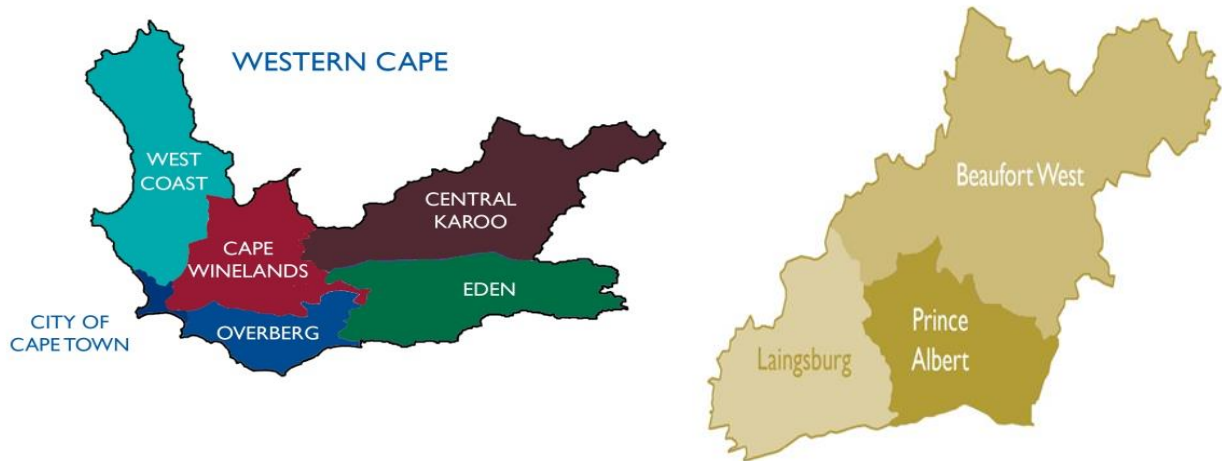 WESTERN CAPE
WEST
COAST
CENTRAL
KAROO
CAPE
WINELANDS
EDEN
CITY OF
CAPE TOWN
OVERBERG
Beaufort West
Prince
Albert
Laingsburg